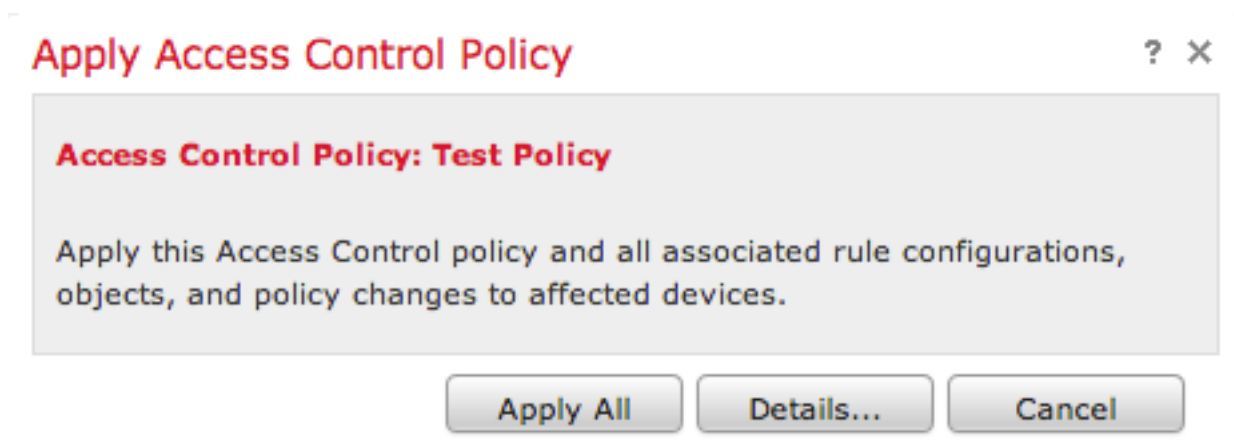 Apply Access Control Policy ? ×
Access Control Policy: Test Policy
Apply this Access Control policy and all associated rule configurations,
objects, and policy changes to affected devices.
Apply All Details... Cancel